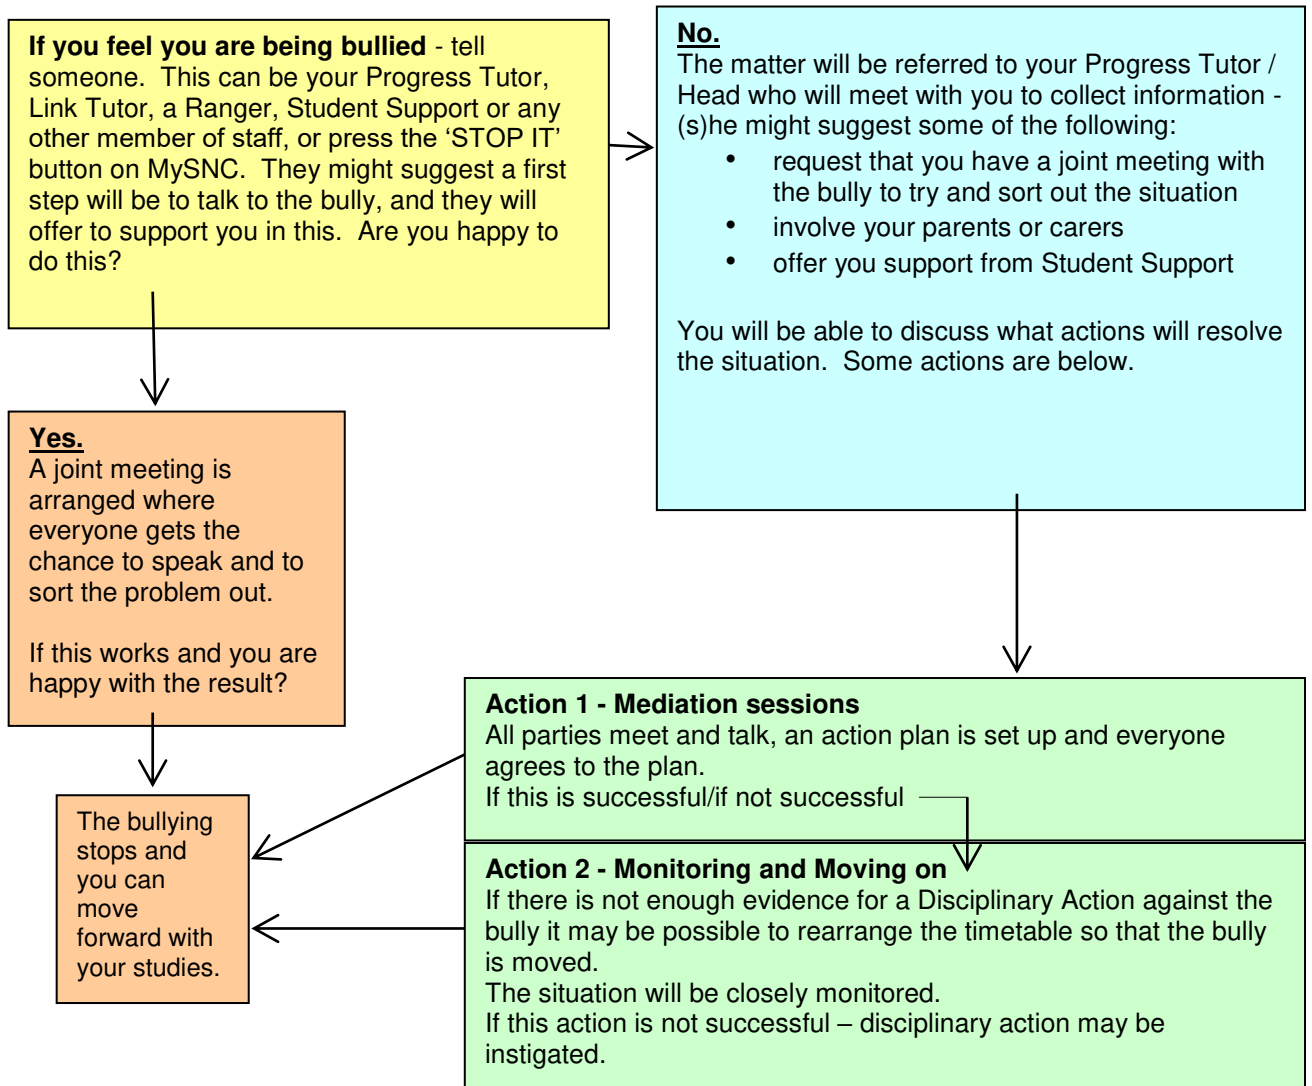 If you feel you are being bullied - tell
someone.  This can be your Progress Tutor,
Link Tutor, a Ranger, Student Support or any
other member of staff, or press the ‘STOP IT’
button on MySNC.  They might suggest a first
step will be to talk to the bully, and they will
offer to support you in this.  Are you happy to
do this?
No.
The matter will be referred to your Progress Tutor /
Head who will meet with you to collect information -
(s)he might suggest some of the following:
• request that you have a joint meeting with
the bully to try and sort out the situation
• involve your parents or carers
• offer you support from Student Support
You will be able to discuss what actions will resolve
the situation.  Some actions are below.
Yes.
A joint meeting is
arranged where
everyone gets the
chance to speak and to
sort the problem out.
If this works and you are
happy with the result?
Action 1 - Mediation sessions
All parties meet and talk, an action plan is set up and everyone
agrees to the plan.
If this is successful/if not successful
The bullying
stops and
you can
move
forward with
your studies.
Action 2 - Monitoring and Moving on
If there is not enough evidence for a Disciplinary Action against the
bully it may be possible to rearrange the timetable so that the bully
is moved.
The situation will be closely monitored.
If this action is not successful – disciplinary action may be
instigated.